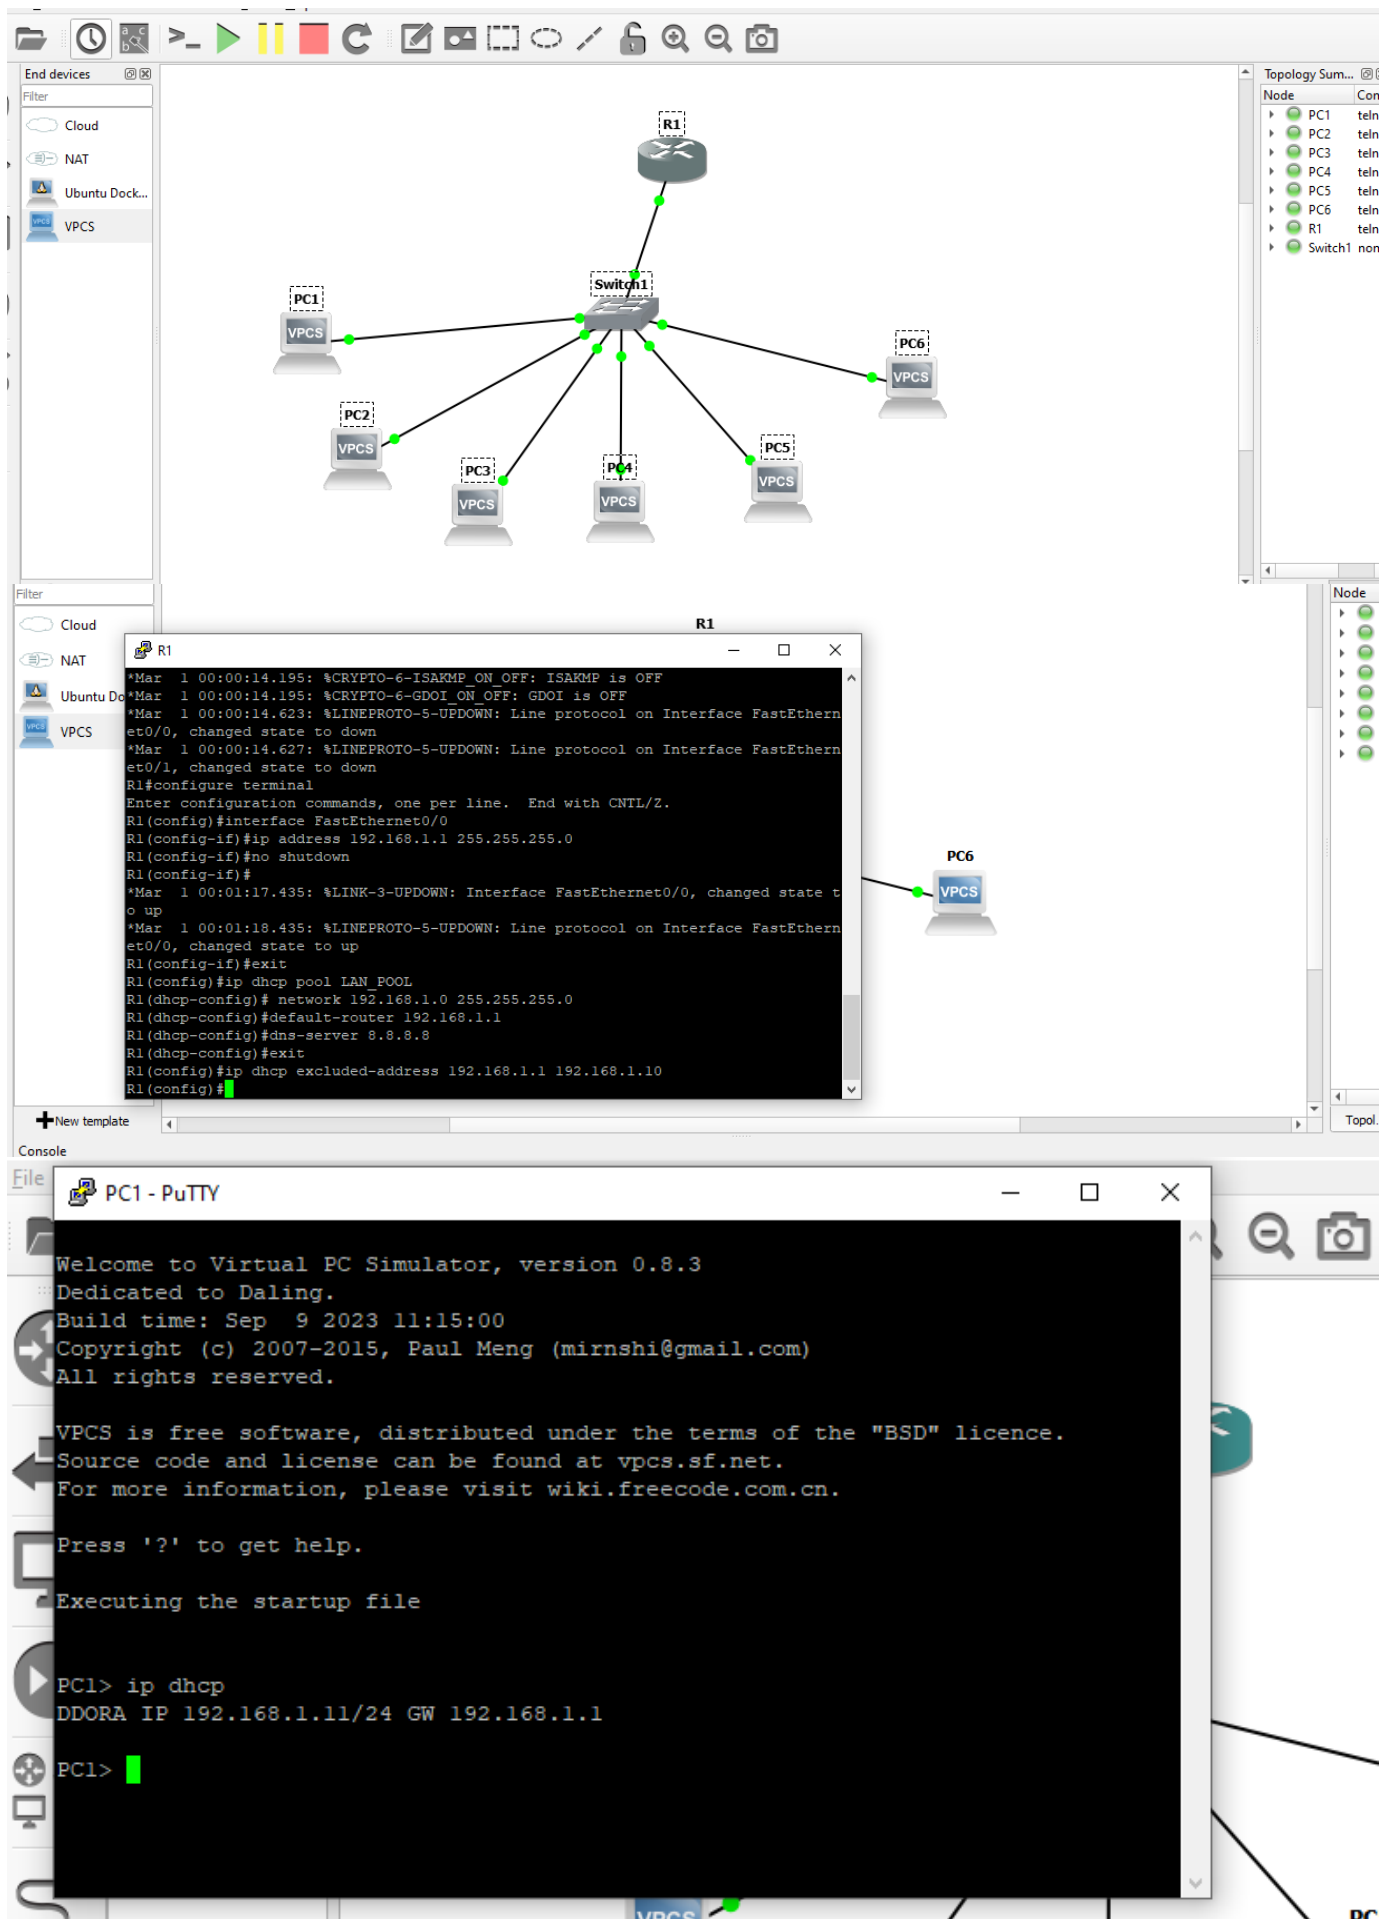 End devices
Topology Sum...
Filter
Node
Con
Cloud
NAT
Ubuntu Dock...
VPCS
PC1 teln
PC2 teln
PC3 teln
PC4 teln
PC5 teln
PC6 teln
R1 teln
Switch1 non
R1
Switch1
PC1
VPCS
PC6
VPCS
PC2
VPCS
PC5
VPCS
PC3
VPCS
PC4
VPCS
Filter
Node
Cloud
NAT
Ubuntu Do
VPCS
R1
R1
*Mar  1 00:00:14.195: %CRYPTO-6-ISAKMP_ON_OFF: ISAKMP is OFF
*Mar  1 00:00:14.195: %CRYPTO-6-GDOI_ON_OFF: GDOI is OFF
*Mar  1 00:00:14.623: %LINEPROTO-5-UPDOWN: Line protocol on Interface FastEthern
et0/0, changed state to down
*Mar  1 00:00:14.627: %LINEPROTO-5-UPDOWN: Line protocol on Interface FastEthern
et0/1, changed state to down
R1#configure terminal
Enter configuration commands, one per line.  End with CNTL/Z.
R1(config)#interface FastEthernet0/0
R1(config-if)#ip address 192.168.1.1 255.255.255.0
R1(config-if)#no shutdown
R1(config-if)#
*Mar  1 00:01:17.435: %LINK-3-UPDOWN: Interface FastEthernet0/0, changed state t
o up
*Mar  1 00:01:18.435: %LINEPROTO-5-UPDOWN: Line protocol on Interface FastEthern
et0/0, changed state to up
R1(config-if)#exit
R1(config)#ip dhcp pool LAN_POOL
R1(dhcp-config)# network 192.168.1.0 255.255.255.0
R1(dhcp-config)#default-router 192.168.1.1
R1(dhcp-config)#dns-server 8.8.8.8
R1(dhcp-config)#exit
R1(config)#ip dhcp excluded-address 192.168.1.1 192.168.1.10
R1(config)#
PC6
VPCS
New template
Topol.
Console
File
PC1 - PuTTY
Welcome to Virtual PC Simulator, version 0.8.3
Dedicated to Daling.
Build time: Sep  9 2023 11:15:00
Copyright (c) 2007-2015, Paul Meng (mirnshi@gmail.com)
All rights reserved.
VPCS is free software, distributed under the terms of the "BSD" licence.
Source code and license can be found at vpcs.sf.net.
For more information, please visit wiki.freecode.com.cn.
Press '?' to get help.
Executing the startup file
PC1> ip dhcp
DDORA IP 192.168.1.11/24 GW 192.168.1.1
PC1>
VPCS
PC